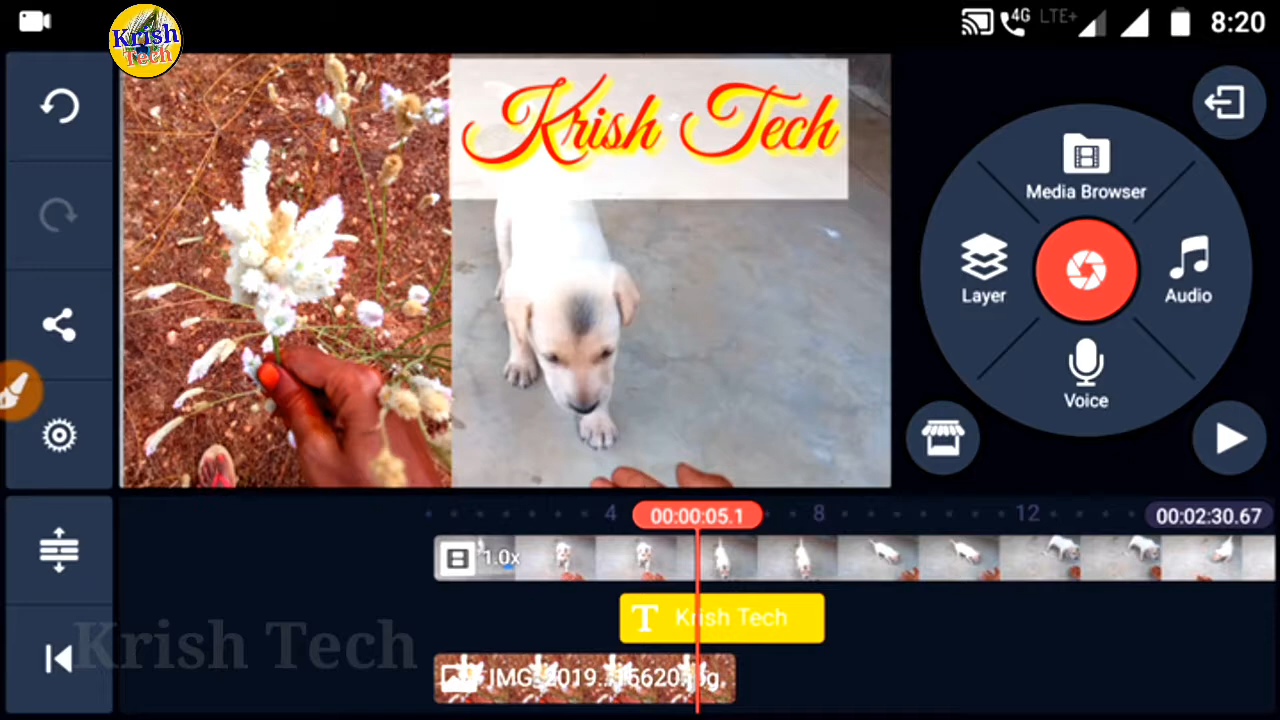 Krish
Tech
4G LTE+ 8:20
Krish Tech
Media Browser
Layer
Audio
Voice
4
00:00:05.1
8
12
00:02:30.67
1.0x
T Krish Tech
Krish Tech